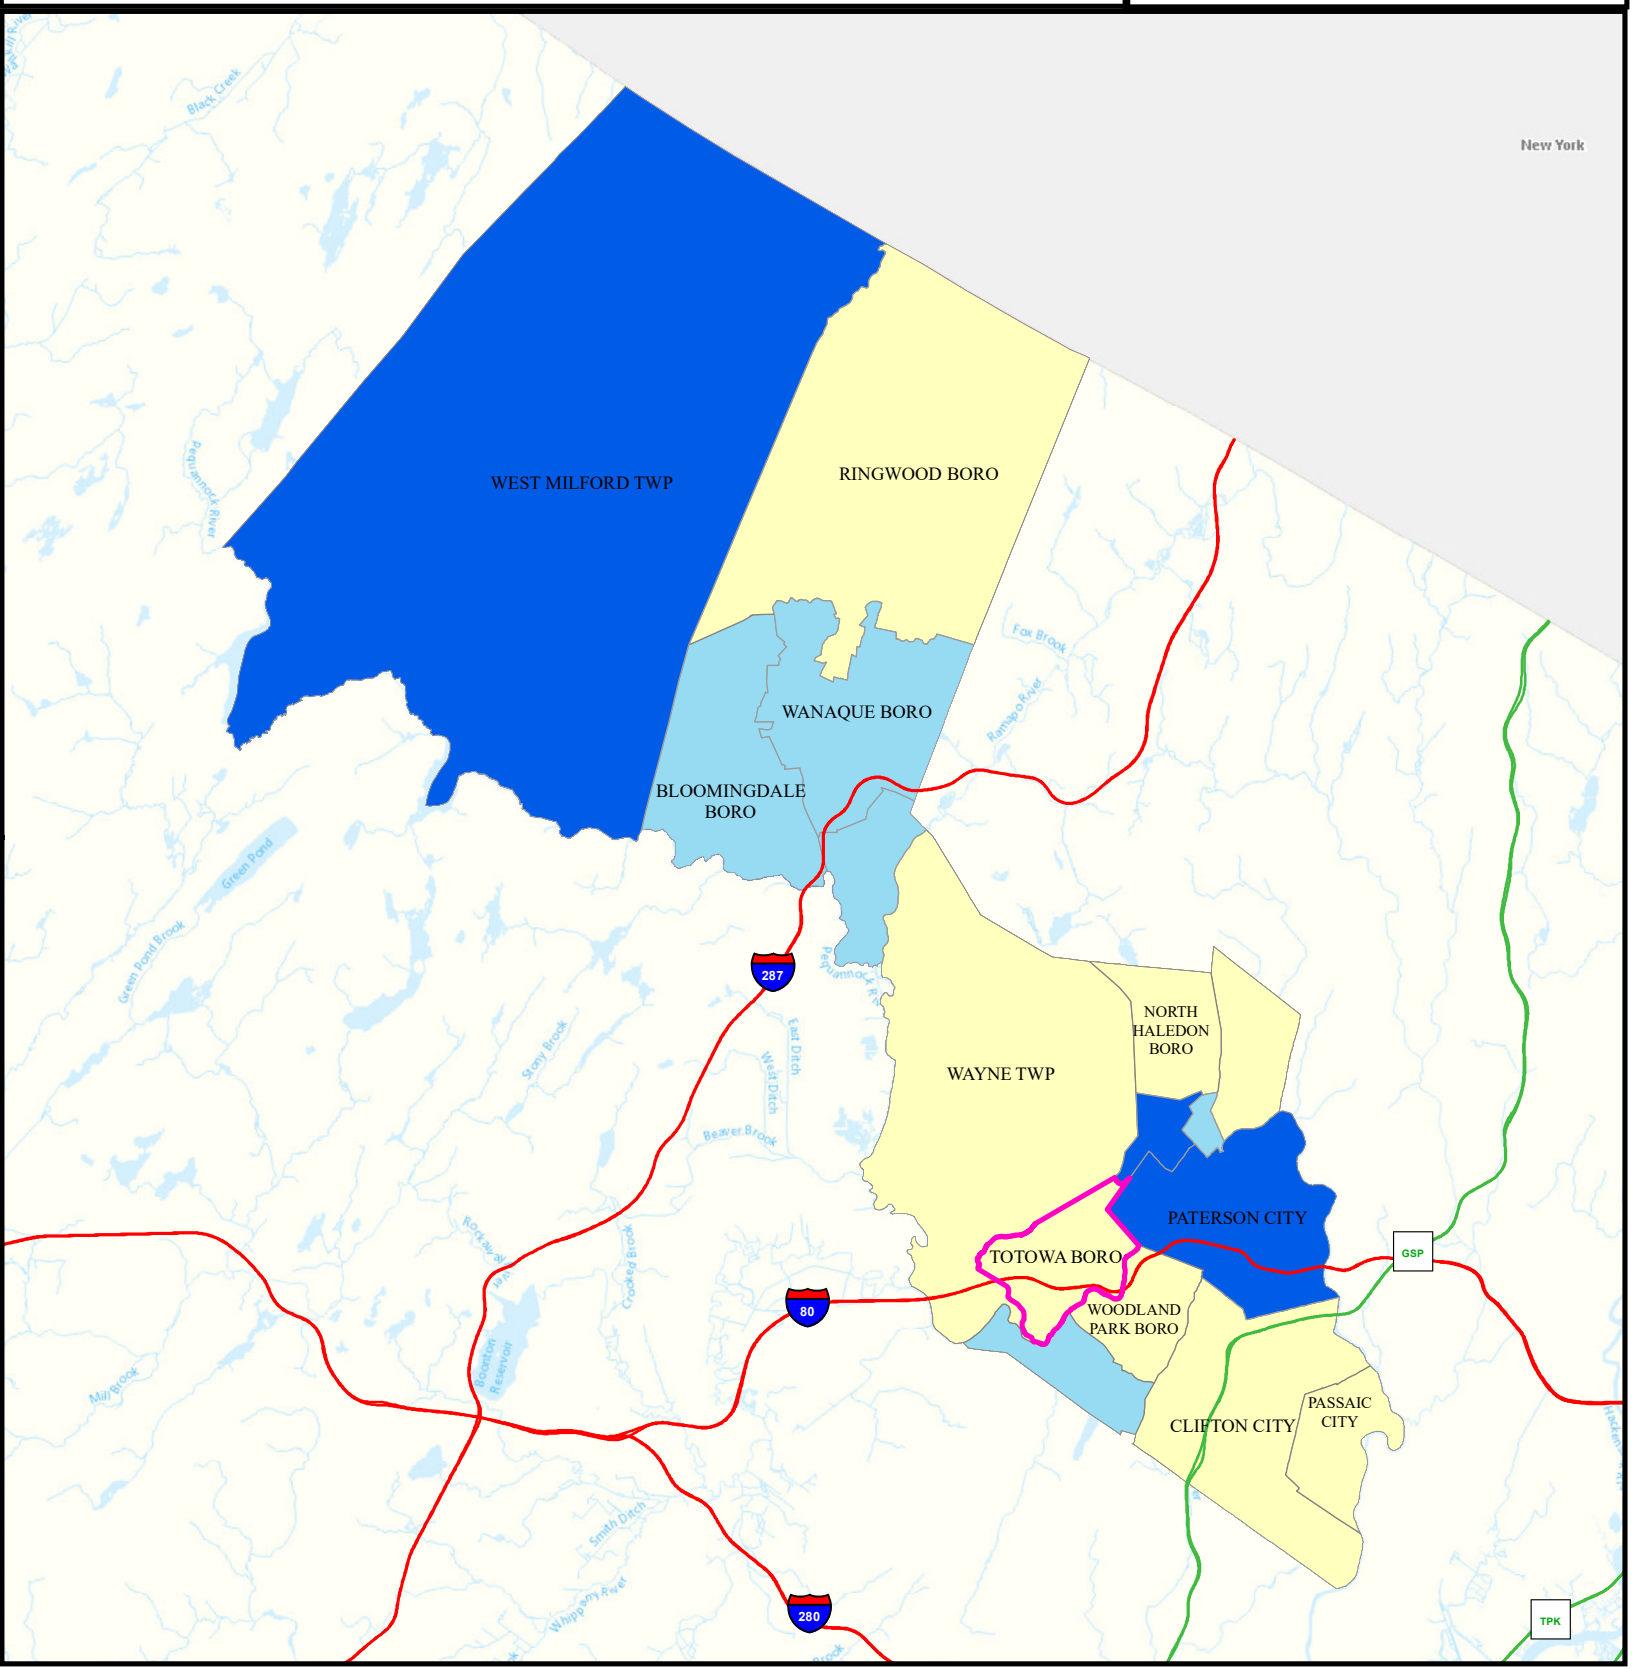 New York
Black Creek
Pequannock River
WEST MILFORD TWP
RINGWOOD BORO
Fox Brook
Ramapo River
WANAQUE BORO
BLOOMINGDALE
BORO
Green Pond
Green Pond Brook
287
Stony Brook
East Ditch
West Ditch
Beaver Brook
NORTH
HALEDON
BORO
WAYNE TWP
PATERSON CITY
TOTOWA BORO
GSP
Crooked Brook
80
WOODLAND
PARK BORO
Boonton
Reservoir
Mill Brook
PASSAIC
CITY
CLIFTON CITY
Smith Ditch
Whippany River
280
TPK